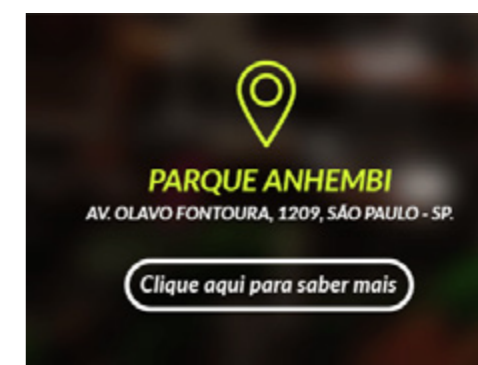 PARQUE ANHEMBI
AV. OLAVO FONTOURA, 1209, SÃO PAULO - SP.
Clique aqui para saber mais